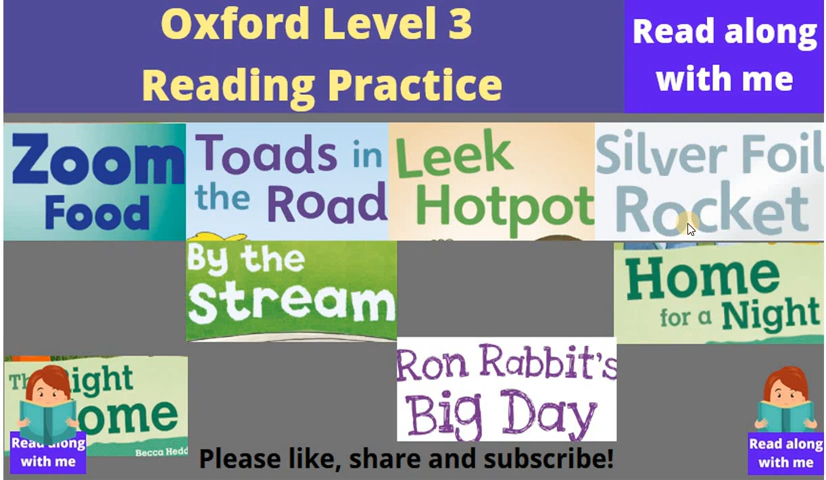 Oxford Level 3
Reading Practice
Read along
with me
Zoom
Food
Toads in
the Road
Leek
Hotpot
Silver Foil
Rocket
By the
Stream
Home
for a Night
Ron Rabbit's
Big Day
Becca
Read along
with me
Please like, share and subscribe!
Read along
with me